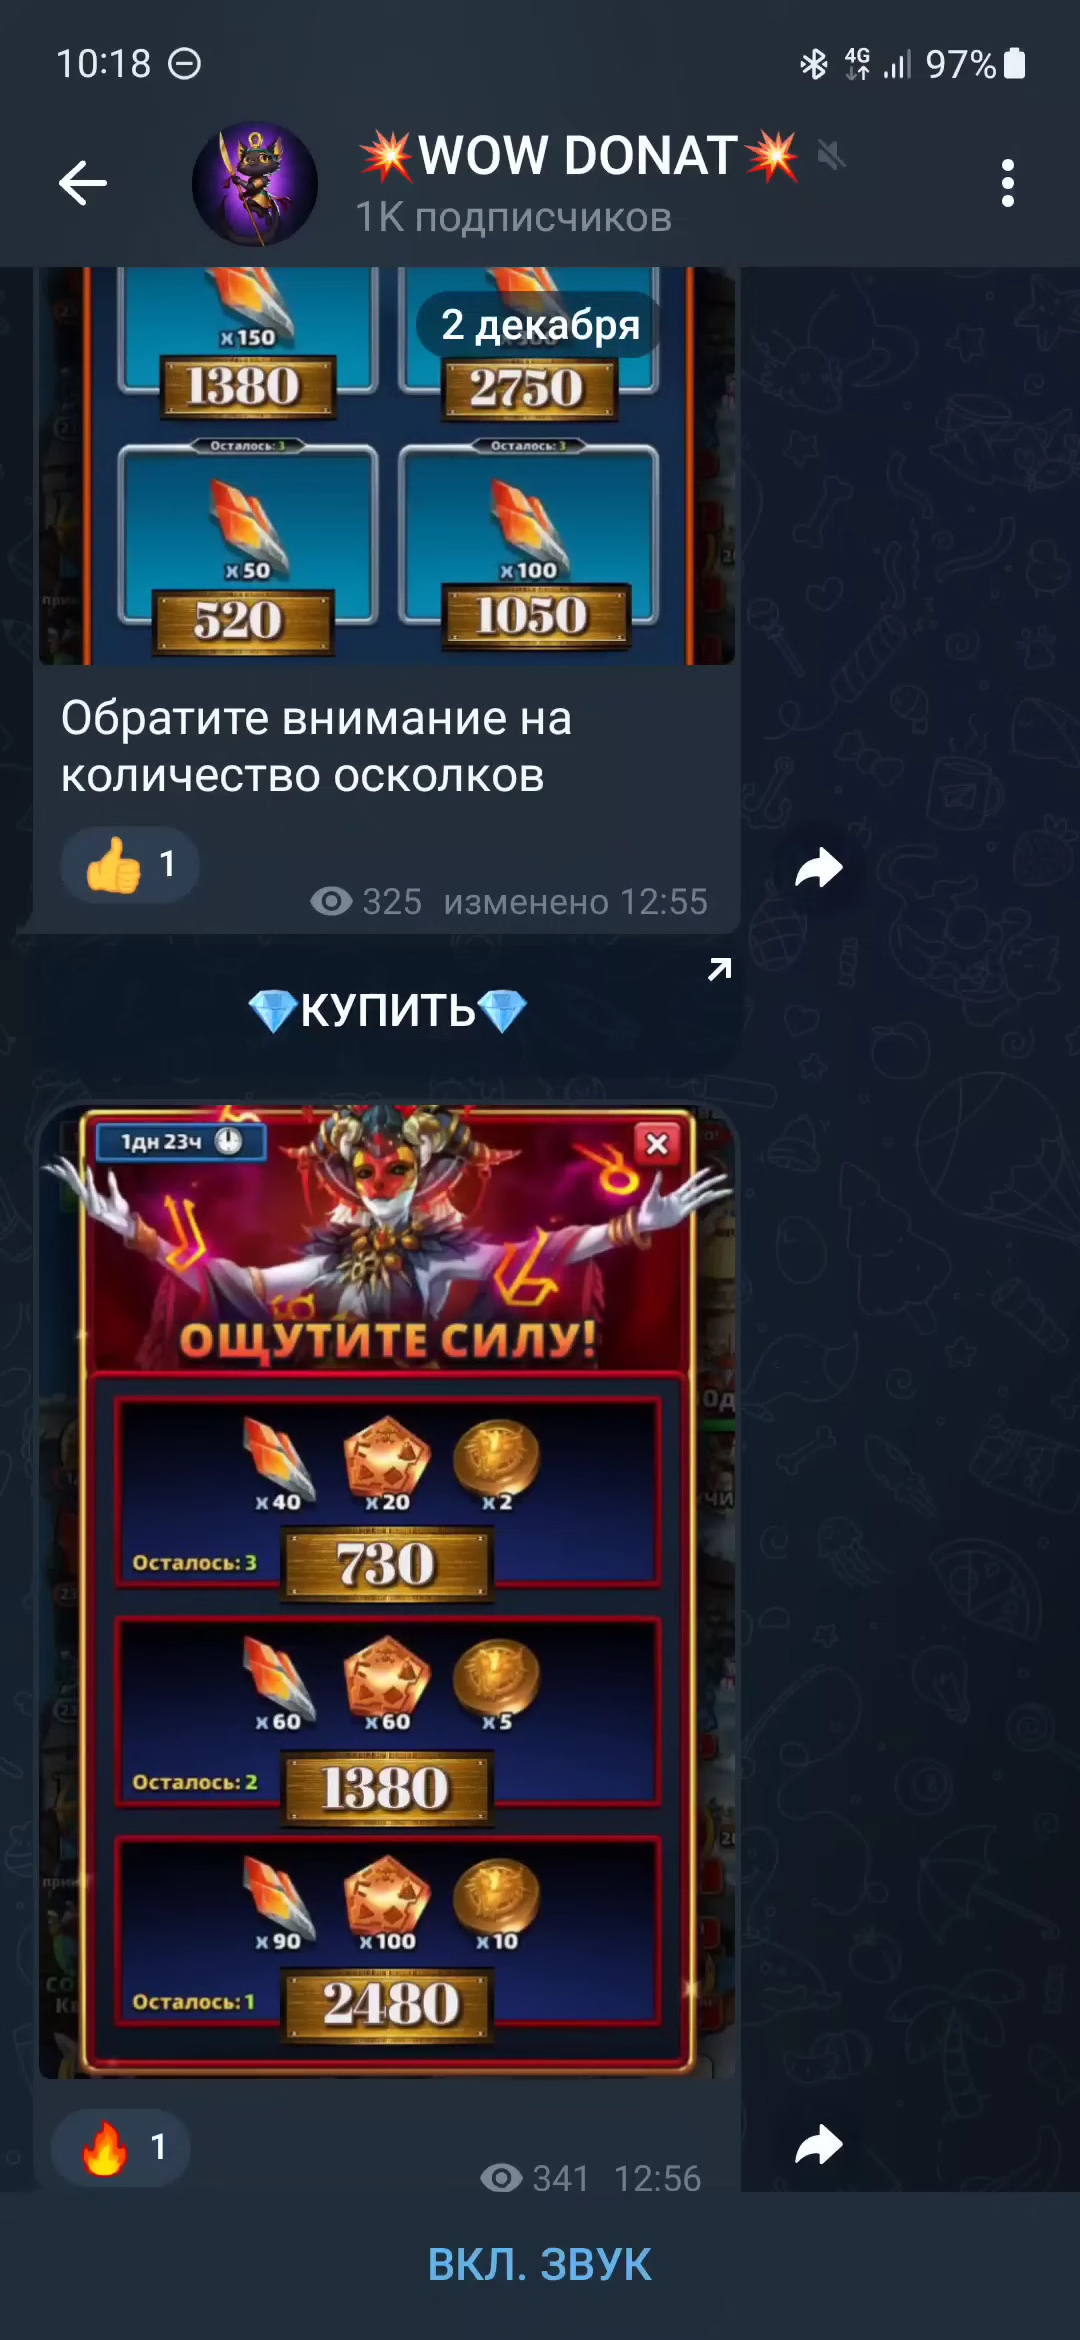 10:18
4G 97%
💥WOW DONAT💥
1K подписчиков
2 декабря
x150
1380 2750
Осталось:3 Осталось:3
x50 x100
520 1050
Обратите внимание на
количество осколков
👍 1
325 изменено 12:55
💎КУПИТЬ💎
1дн 23ч
ОЩУТИТЕ СИЛУ!
x40 x20 x2
Осталось: 3
730
x60 x60 x5
Осталось: 2
1380
x90 x100 x10
Осталось: 1
2480
🔥 1
341 12:56
ВКЛ. ЗВУК